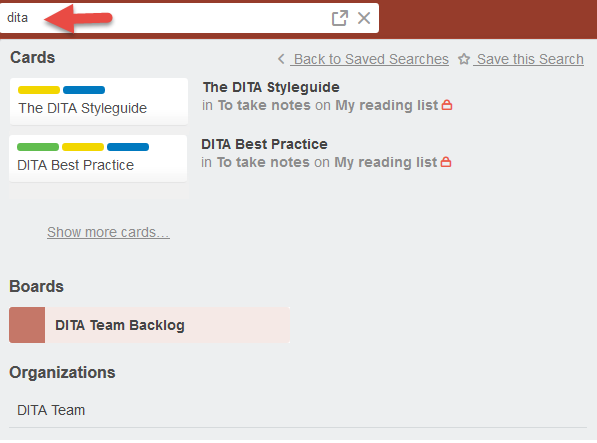 dita
Cards
Back to Saved Searches Save this Search
The DITA Styleguide
The DITA Styleguide
in To take notes on My reading list
DITA Best Practice
DITA Best Practice
in To take notes on My reading list
Show more cards...
Boards
DITA Team Backlog
Organizations
DITA Team